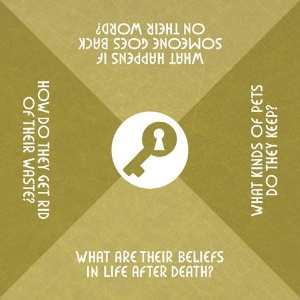 WHAT HAPPENS IF
SOMEONE GOES BACK
ON THEIR WORD?
HOW DO THEY GET RID
OF THEIR WASTE?
WHAT KINDS OF PETS
DO THEY KEEP?
WHAT ARE THEIR BELIEFS
IN LIFE AFTER DEATH?